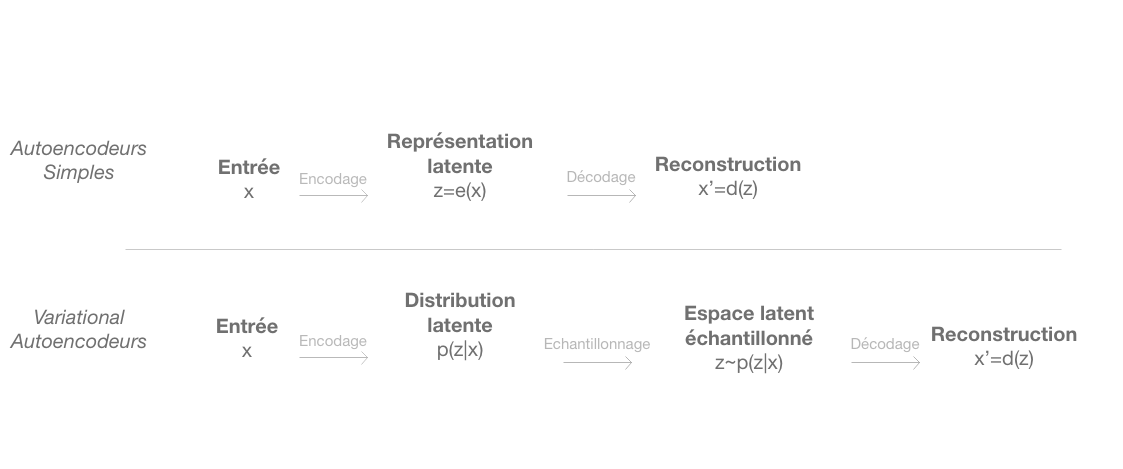 Autoencodeurs
Simples
Entrée
x
Encodage
Représentation
latente
z=e(x)
Décodage
Reconstruction
x’=d(z)
Variational
Autoencodeurs
Entrée
x
Encodage
Distribution
latente
p(z|x)
Echantillonnage
Espace latent
échantillonné
z~p(z|x)
Décodage
Reconstruction
x’=d(z)